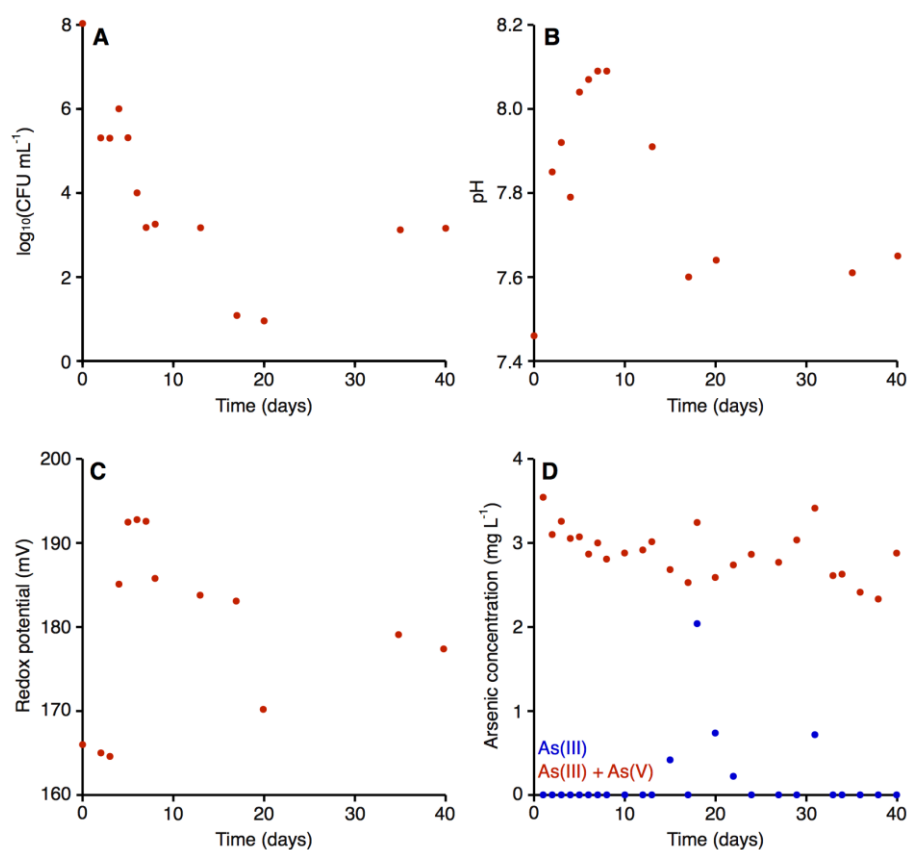 A
log₁₀(CFU mL⁻¹)
8
6
4
2
0
0 10 20 30 40
Time (days)
B
pH
8.2
8.0
7.8
7.6
7.4
0 10 20 30 40
Time (days)
C
Redox potential (mV)
200
190
180
170
160
0 10 20 30 40
Time (days)
D
Arsenic concentration (mg L⁻¹)
4
3
2
1
0
As(III)
As(III) + As(V)
0 10 20 30 40
Time (days)